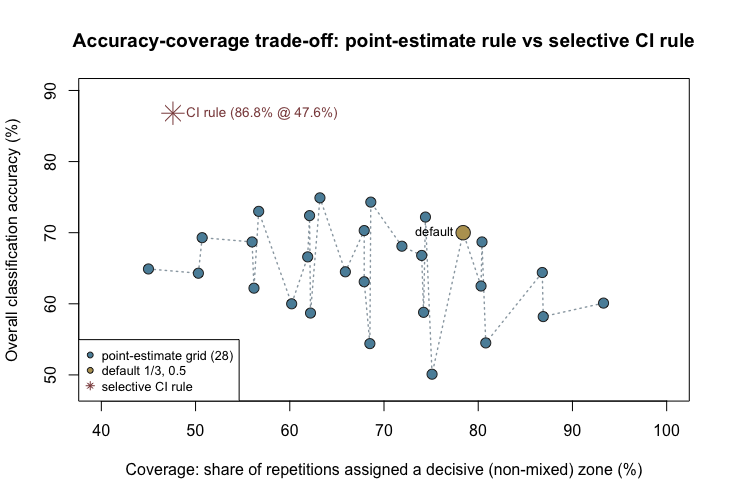 Accuracy-coverage trade-off: point-estimate rule vs selective CI rule
Overall classification accuracy (%)
90
80
70
60
50
CI rule (86.8% @ 47.6%)
default
point-estimate grid (28)
default 1/3, 0.5
selective CI rule
40 50 60 70 80 90 100
Coverage: share of repetitions assigned a decisive (non-mixed) zone (%)